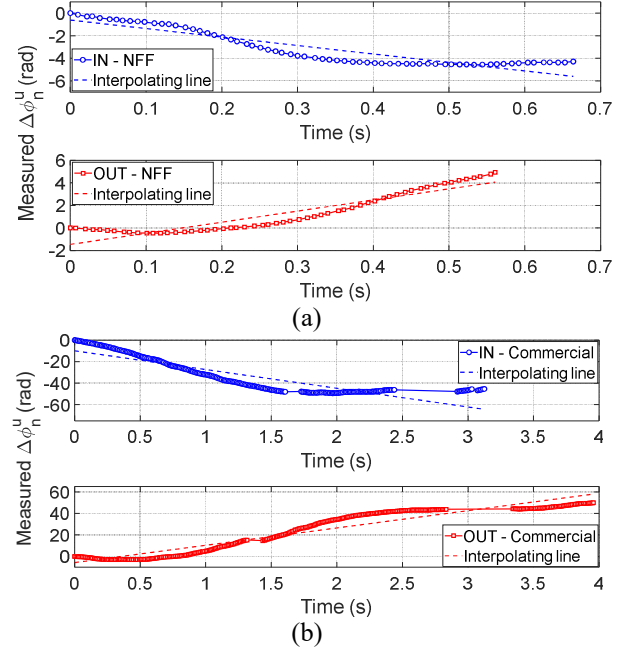 Measured Δϕₙᵘ (rad)
0
-2
-4
-6
IN - NFF
Interpolating line
0 0.1 0.2 0.3 0.4 0.5 0.6 0.7
Time (s)
6
4
2
0
-2
OUT - NFF
Interpolating line
0 0.1 0.2 0.3 0.4 0.5 0.6 0.7
Time (s)
(a)
Measured Δϕₙᵘ (rad)
0
-20
-40
-60
IN - Commercial
Interpolating line
0 0.5 1 1.5 2 2.5 3 3.5 4
Time (s)
60
40
20
0
OUT - Commercial
Interpolating line
0 0.5 1 1.5 2 2.5 3 3.5 4
Time (s)
(b)